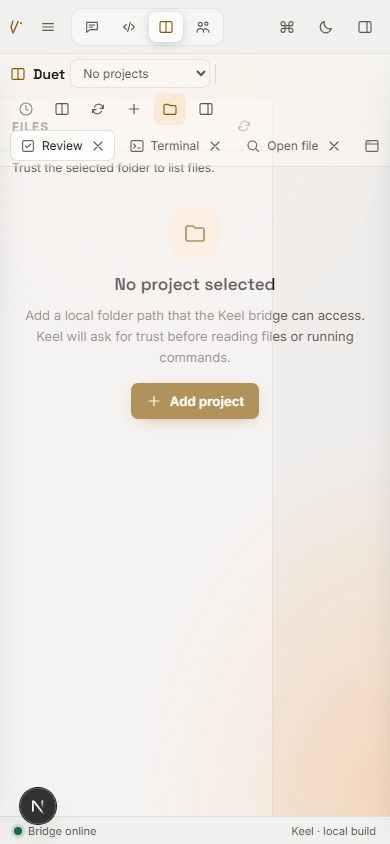 Duet
No projects
FILES
Review
Terminal
Open file
Trust the selected folder to list files.
No project selected
Add a local folder path that the Keel bridge can access.
Keel will ask for trust before reading files or running
commands.
Add project
N
Bridge online
Keel · local build